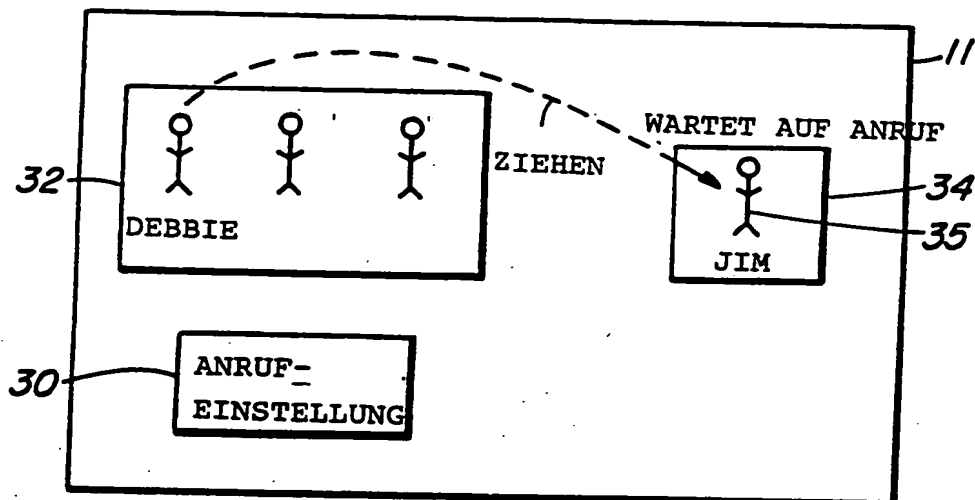 11
WARTET AUF ANRUF
32
ZIEHEN
34
DEBBIE
35
JIM
30
ANRUF-
EINSTELLUNG